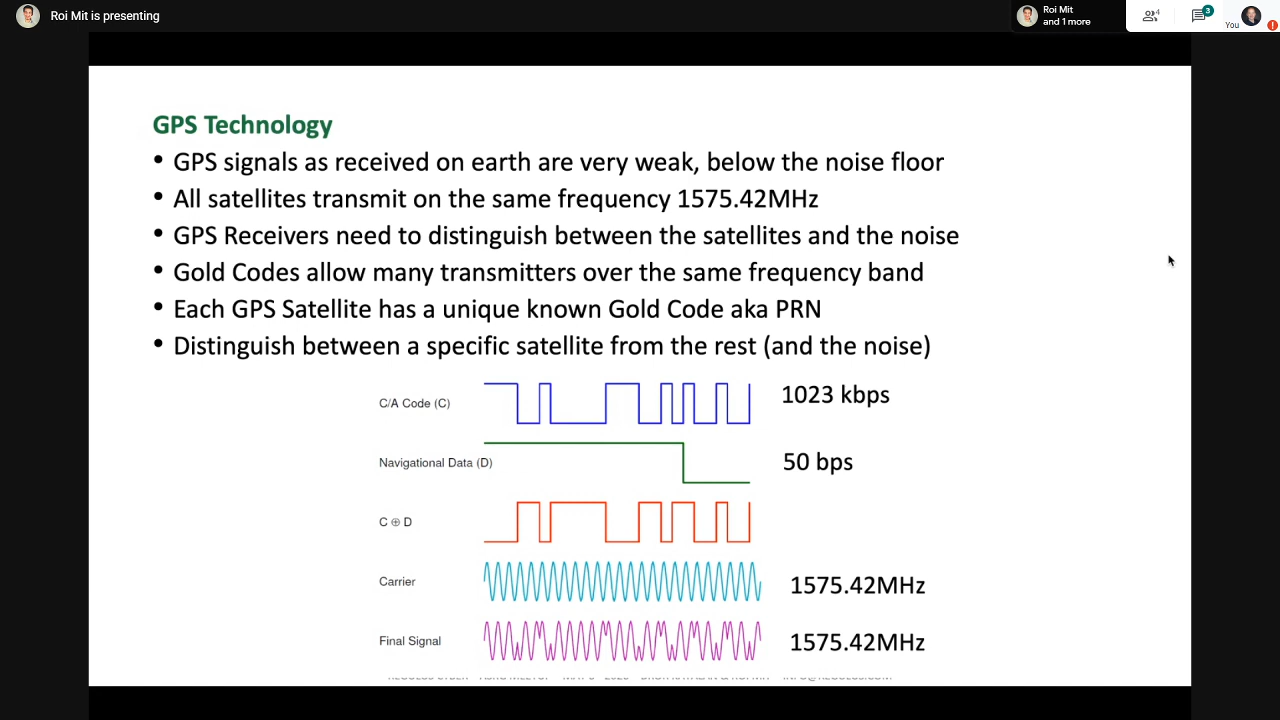 Roi Mit is presenting
Roi Mit
and 1 more
4
3
You
GPS Technology
• GPS signals as received on earth are very weak, below the noise floor
• All satellites transmit on the same frequency 1575.42MHz
• GPS Receivers need to distinguish between the satellites and the noise
• Gold Codes allow many transmitters over the same frequency band
• Each GPS Satellite has a unique known Gold Code aka PRN
• Distinguish between a specific satellite from the rest (and the noise)
C/A Code (C)
1023 kbps
Navigational Data (D)
50 bps
C ⊕ D
Carrier
1575.42MHz
Final Signal
1575.42MHz